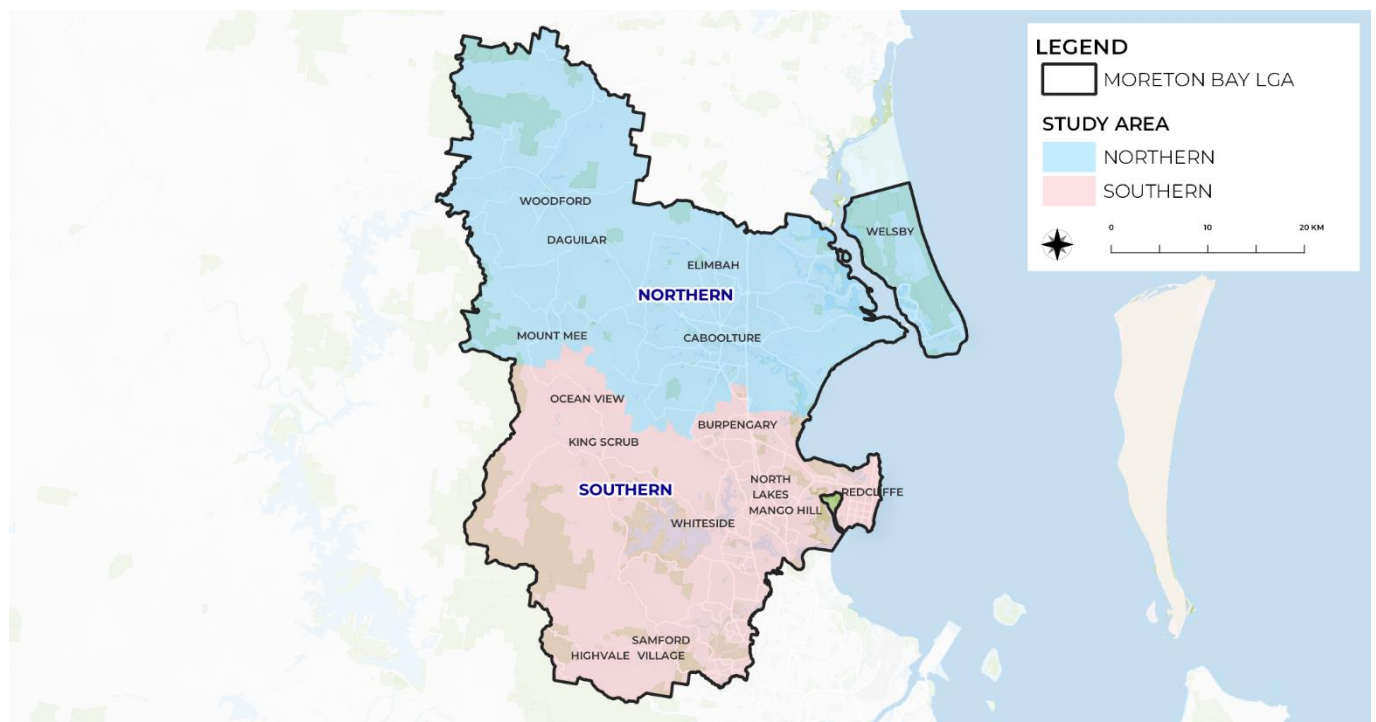 LEGEND
MORETON BAY LGA
STUDY AREA
NORTHERN
SOUTHERN
0 10 20 KM
WOODFORD
WELSBY
DAGUILAR
ELIMBAH
NORTHERN
MOUNT MEE
CABOOLTURE
OCEAN VIEW
BURPENGARY
KING SCRUB
SOUTHERN
NORTH
LAKES
REDCLIFFE
MANGO HILL
WHITESIDE
SAMFORD
HIGHVALE VILLAGE